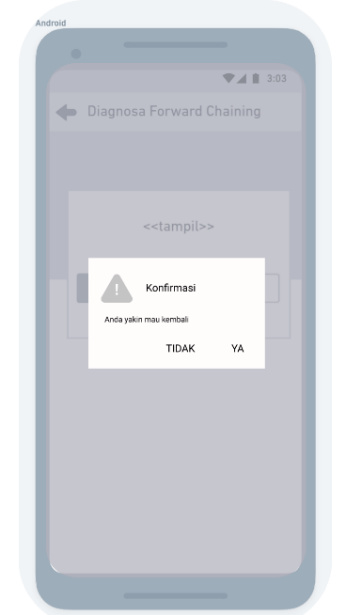 Android
3:03
Diagnosa Forward Chaining
<<tampil>>
Konfirmasi
Anda yakin mau kembali
TIDAK YA